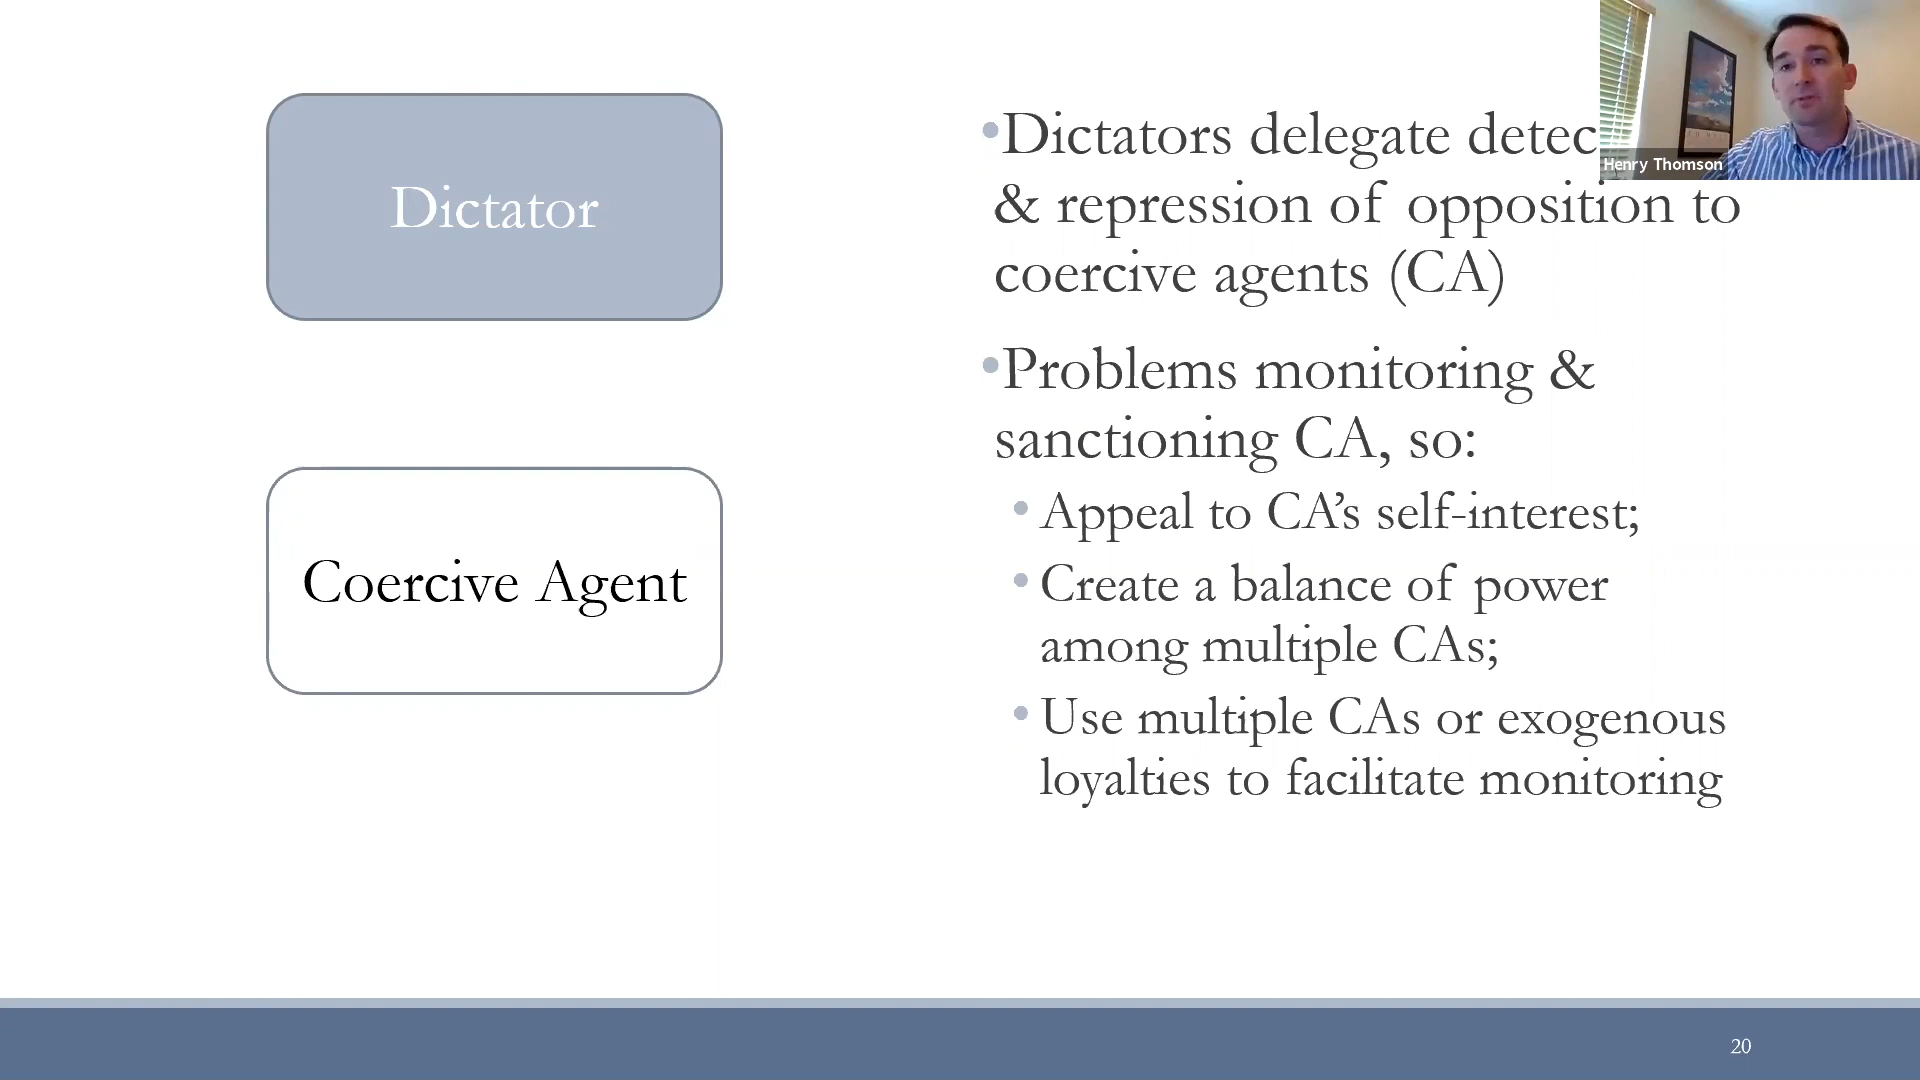 Dictator
Coercive Agent
•Dictators delegate
& repression of opposition to
coercive agents (CA)
•Problems monitoring &
sanctioning CA, so:
• Appeal to CA’s self-interest;
• Create a balance of power
among multiple CAs;
• Use multiple CAs or exogenous
loyalties to facilitate monitoring
Henry Thomson
20